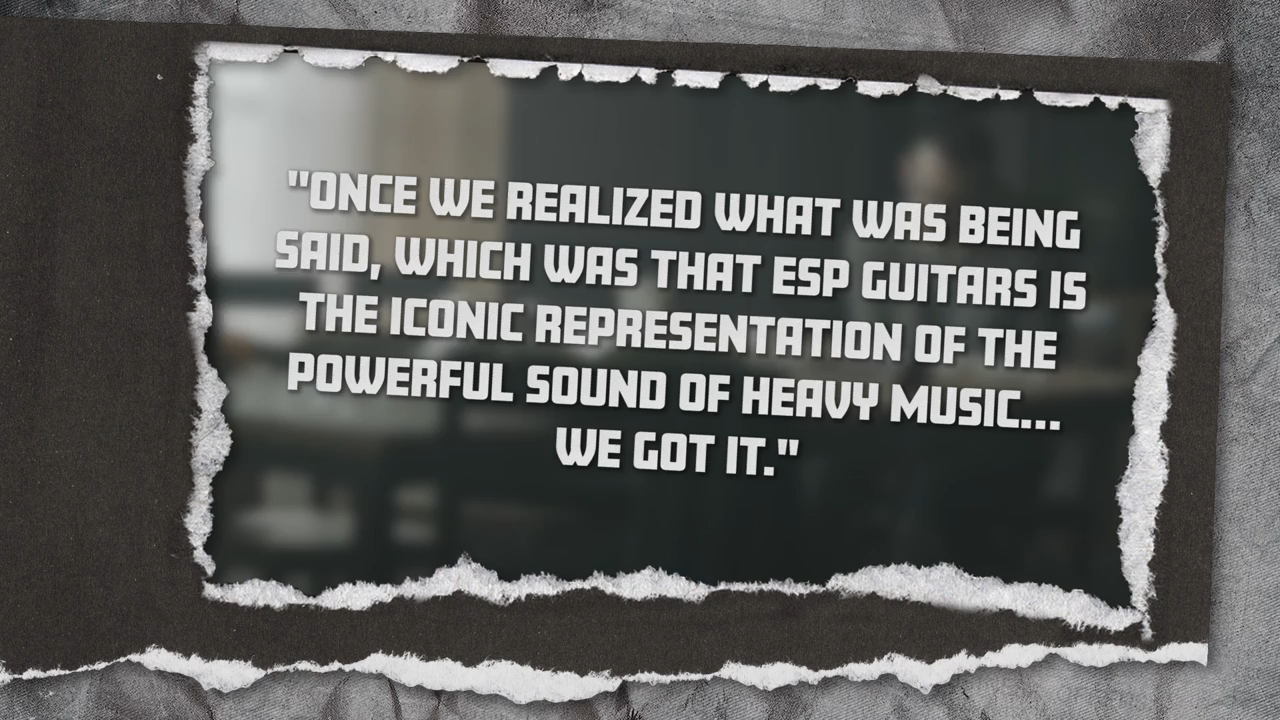 "ONCE WE REALIZED WHAT WAS BEING
SAID, WHICH WAS THAT ESP GUITARS IS
THE ICONIC REPRESENTATION OF THE
POWERFUL SOUND OF HEAVY MUSIC...
WE GOT IT."